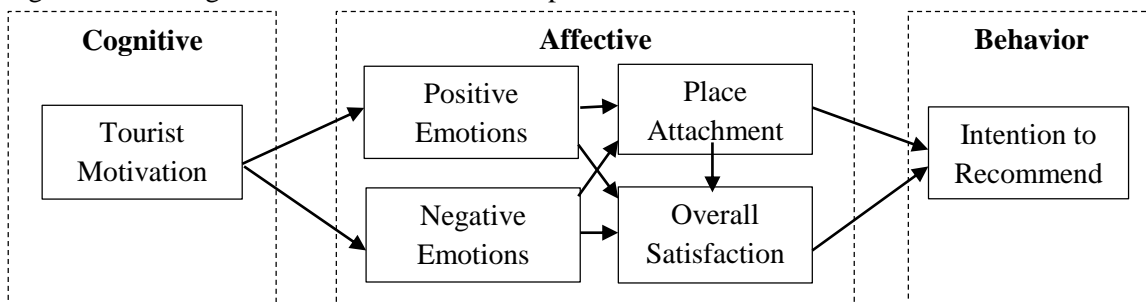 Cognitive
Affective
Behavior
Tourist
Motivation
Positive
Emotions
Negative
Emotions
Place
Attachment
Overall
Satisfaction
Intention to
Recommend